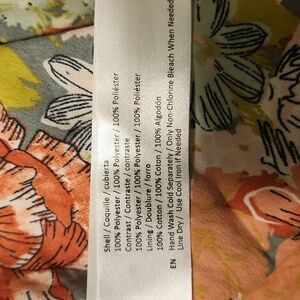 Shell / Coquille / cubierta
100% Polyester / 100% Polyester / 100% Poliéster
Contrast / Contraste / contraste
100% Polyester / 100% Polyester / 100% Poliéster
Lining / Doublure / forro
100% Cotton / 100% Coton / 100% Algodón
EN Hand Wash Cold Separately / Only Non-Chlorine Bleach When Needed
Line Dry / Use Cool Iron If Needed